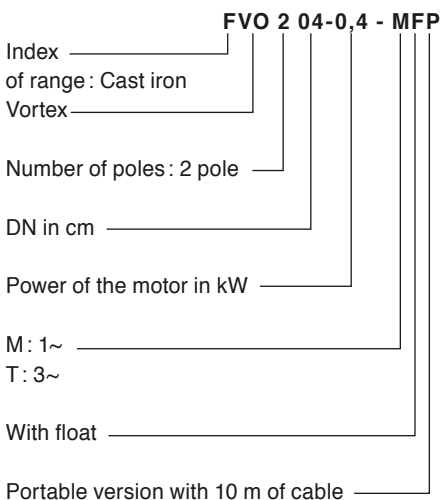 FVO 2 04-0,4 - MFP
Index
of range : Cast iron
Vortex
Number of poles : 2 pole
DN in cm
Power of the motor in kW
M : 1~
T : 3~
With float
Portable version with 10 m of cable